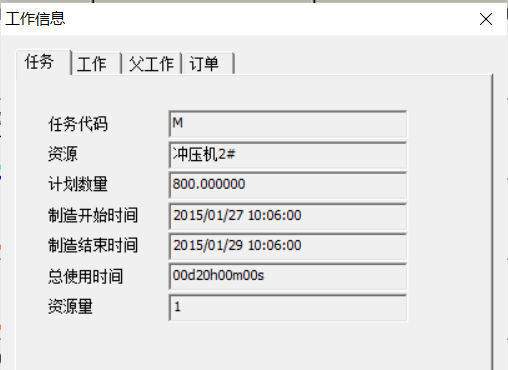 工作信息
任务 工作 父工作 订单
任务代码 M
资源 冲压机2#
计划数量 800.000000
制造开始时间 2015/01/27 10:06:00
制造结束时间 2015/01/29 10:06:00
总使用时间 00d20h00m00s
资源量 1